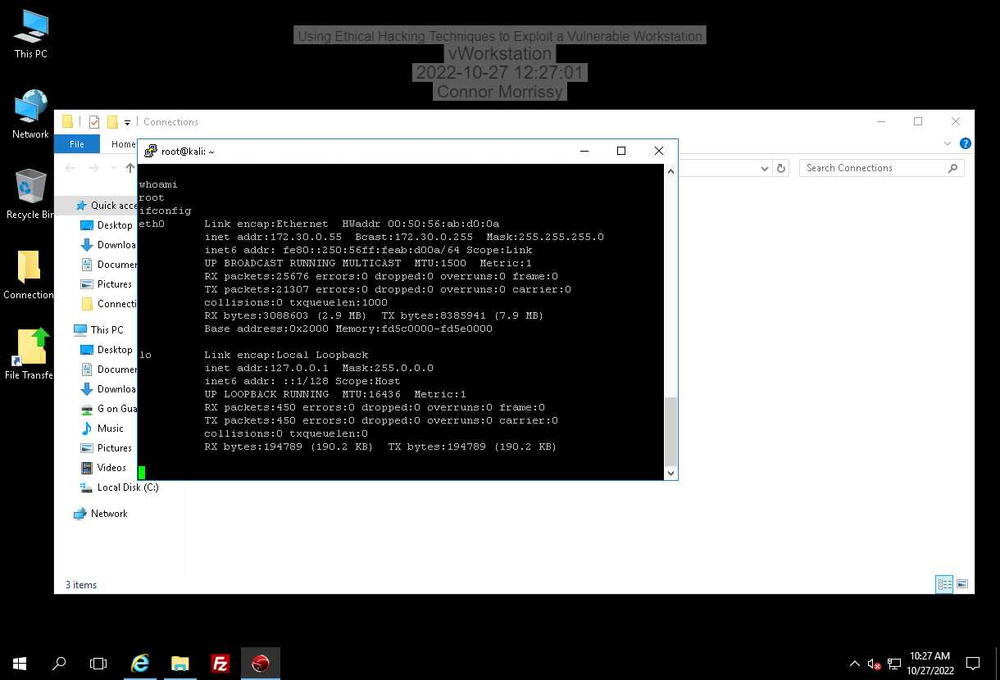 Using Ethical Hacking Techniques to Exploit a Vulnerable Workstation
vWorkstation
2022-10-27 12:27:01
Connor Morrissy
This PC
Network
Recycle Bin
Connection
File Transfe
Connections
File
Home
Search Connections
Quick acce
Desktop
Downloa
Documen
Pictures
Connecti
This PC
Desktop
Documen
Downloa
G on Gua
Music
Pictures
Videos
Local Disk (C:)
Network
3 items
root@kali: ~
whoami
root
ifconfig
eth0 Link encap:Ethernet HWaddr 00:50:56:ab:d0:0a
inet addr:172.30.0.55 Bcast:172.30.0.255 Mask:255.255.255.0
inet6 addr: fe80::250:56ff:feab:d00a/64 Scope:Link
UP BROADCAST RUNNING MULTICAST MTU:1500 Metric:1
RX packets:25676 errors:0 dropped:0 overruns:0 frame:0
TX packets:21307 errors:0 dropped:0 overruns:0 carrier:0
collisions:0 txqueuelen:1000
RX bytes:3088603 (2.9 MB) TX bytes:8385941 (7.9 MB)
Base address:0x2000 Memory:fd5c0000-fd5e0000
lo Link encap:Local Loopback
inet addr:127.0.0.1 Mask:255.0.0.0
inet6 addr: ::1/128 Scope:Host
UP LOOPBACK RUNNING MTU:16436 Metric:1
RX packets:450 errors:0 dropped:0 overruns:0 frame:0
TX packets:450 errors:0 dropped:0 overruns:0 carrier:0
collisions:0 txqueuelen:0
RX bytes:194789 (190.2 KB) TX bytes:194789 (190.2 KB)
10:27 AM
10/27/2022